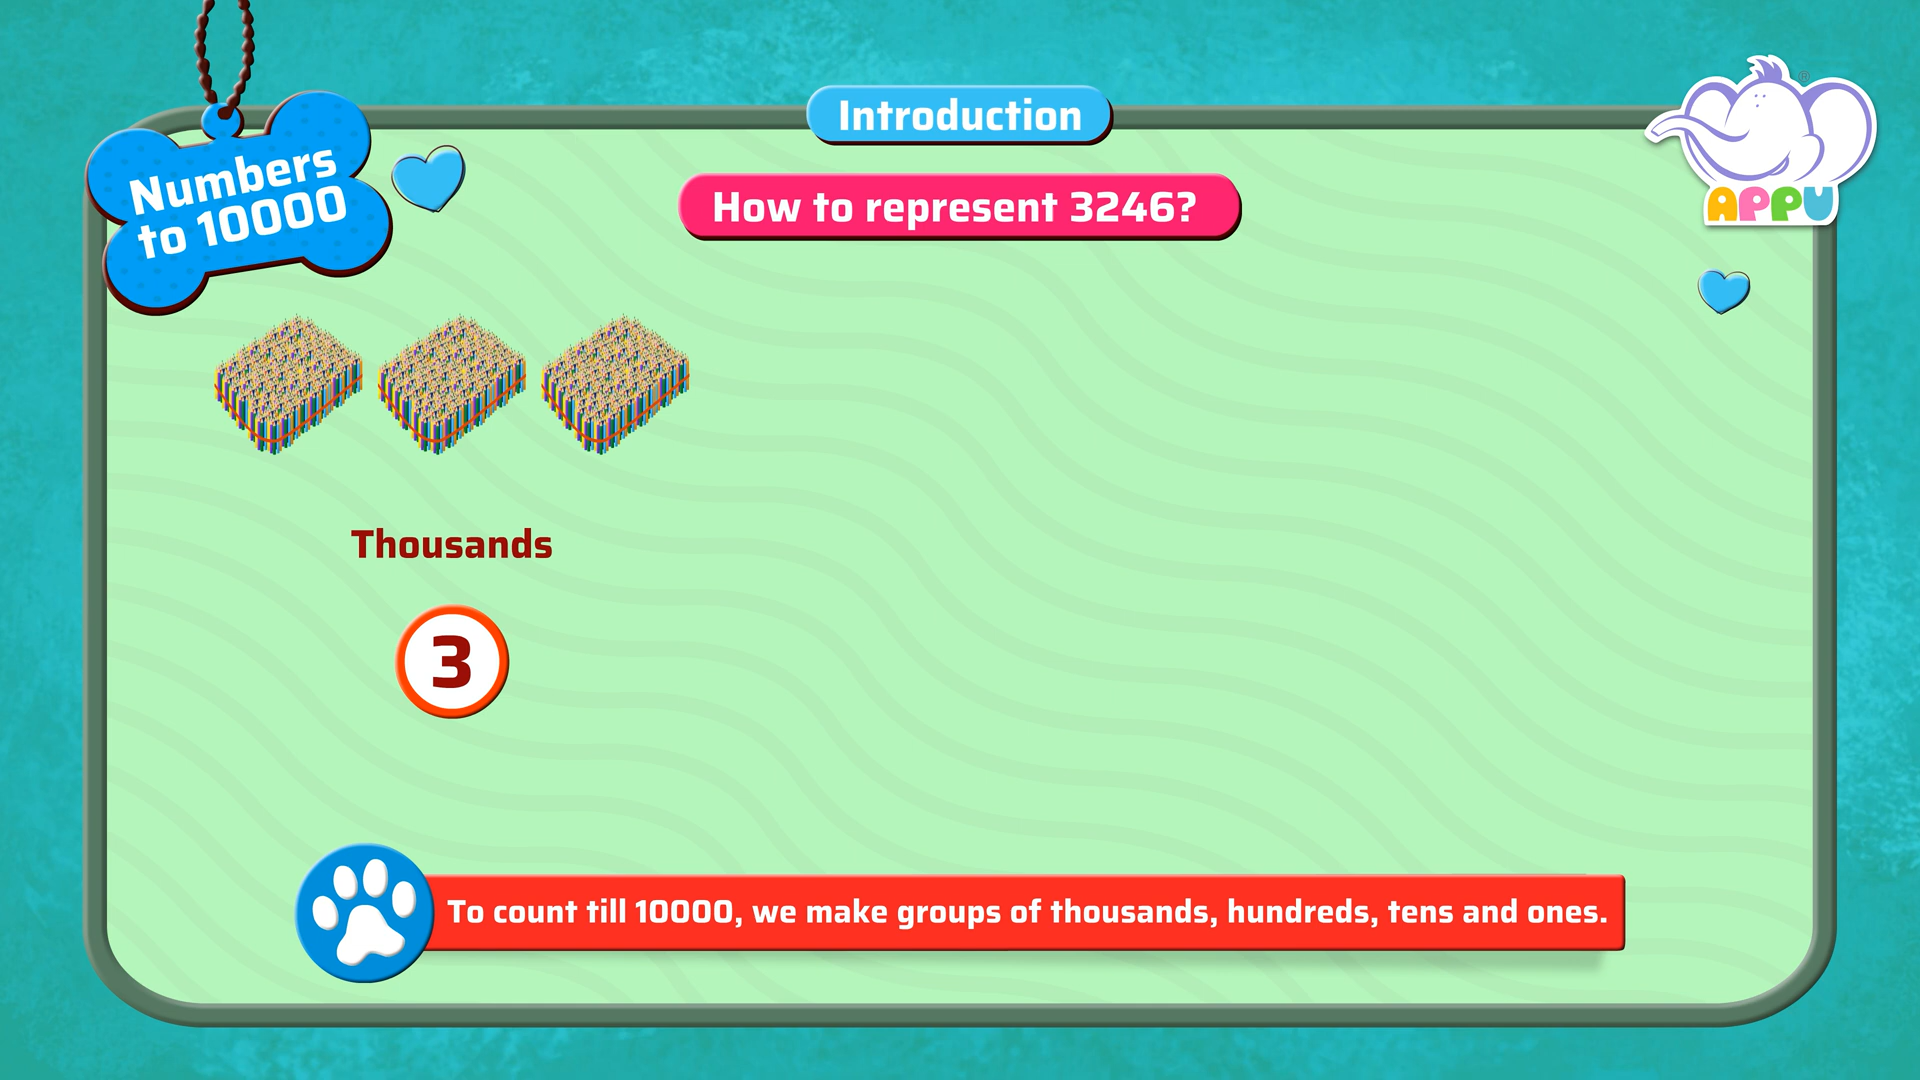 Introduction
Numbers
to 10000
How to represent 3246?
APPU
®
Thousands
3
To count till 10000, we make groups of thousands, hundreds, tens and ones.